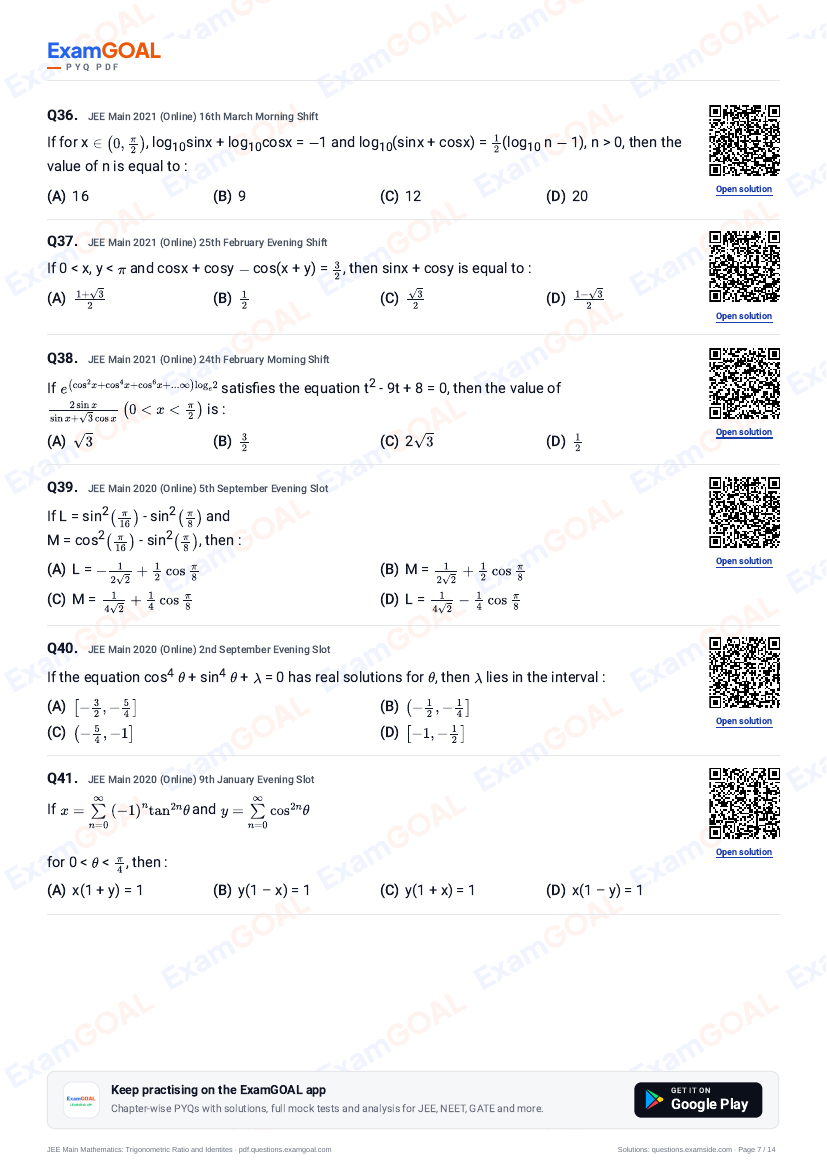 ExamGOAL
PYQ PDF
Q36. JEE Main 2021 (Online) 16th March Morning Shift
If for x ∈ (0, π/2), log₁₀sinx + log₁₀cosx = −1 and log₁₀(sinx + cosx) = 1/2(log₁₀ n − 1), n > 0, then the
value of n is equal to :
(A) 16 (B) 9 (C) 12 (D) 20
Open solution
Q37. JEE Main 2021 (Online) 25th February Evening Shift
If 0 < x, y < π and cosx + cosy − cos(x + y) = 3/2, then sinx + cosy is equal to :
(A) (1+√3)/2 (B) 1/2 (C) √3/2 (D) (1−√3)/2
Open solution
Q38. JEE Main 2021 (Online) 24th February Morning Shift
If e^((cos²x+cos⁴x+cos⁶x+...∞)logₑ2) satisfies the equation t² - 9t + 8 = 0, then the value of
(2 sin x)/(sin x+√3 cos x) (0 < x < π/2) is :
(A) √3 (B) 3/2 (C) 2√3 (D) 1/2
Open solution
Q39. JEE Main 2020 (Online) 5th September Evening Slot
If L = sin²(π/16) - sin²(π/8) and
M = cos²(π/16) - sin²(π/8), then :
(A) L = −1/(2√2) + 1/2 cos π/8 (B) M = 1/(2√2) + 1/2 cos π/8
(C) M = 1/(4√2) + 1/4 cos π/8 (D) L = 1/(4√2) − 1/4 cos π/8
Open solution
Q40. JEE Main 2020 (Online) 2nd September Evening Slot
If the equation cos⁴ θ + sin⁴ θ + λ = 0 has real solutions for θ, then λ lies in the interval :
(A) [−3/2, −5/4] (B) (−1/2, −1/4]
(C) (−5/4, −1] (D) [−1, −1/2]
Open solution
Q41. JEE Main 2020 (Online) 9th January Evening Slot
If x = ∑_{n=0}^{∞} (−1)ⁿtan²ⁿθ and y = ∑_{n=0}^{∞} cos²ⁿθ
for 0 < θ < π/4, then :
(A) x(1 + y) = 1 (B) y(1 − x) = 1 (C) y(1 + x) = 1 (D) x(1 − y) = 1
Open solution
Keep practising on the ExamGOAL app
Chapter-wise PYQs with solutions, full mock tests and analysis for JEE, NEET, GATE and more.
GET IT ON
Google Play
JEE Main Mathematics: Trigonometric Ratio and Identites · pdf.questions.examgoal.com
Solutions: questions.examside.com · Page 7 / 14